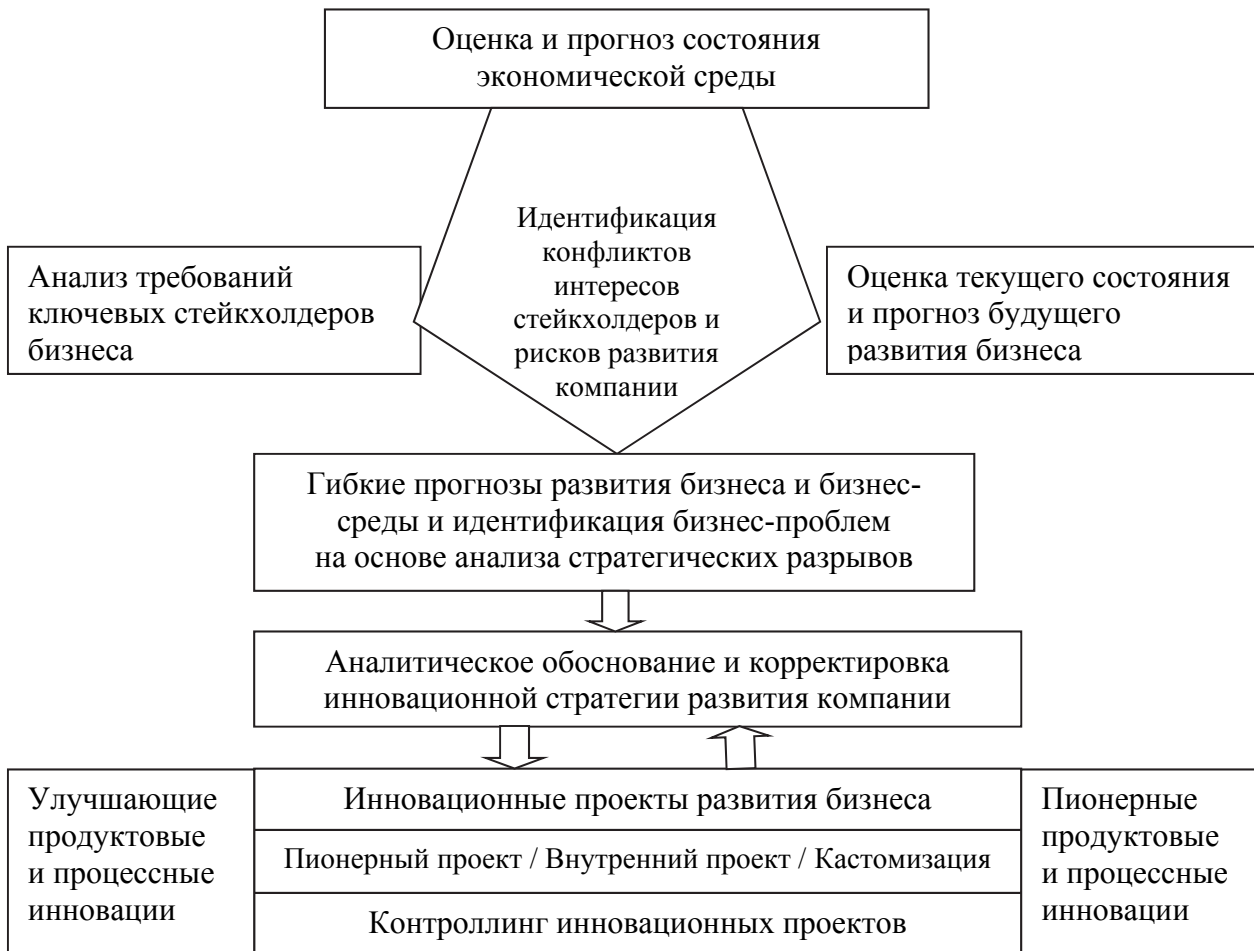 Оценка и прогноз состояния
экономической среды
Идентификация
конфликтов
интересов
стейкхолдеров и
рисков развития
компании
Анализ требований
ключевых стейкхолдеров
бизнеса
Оценка текущего состояния
и прогноз будущего
развития бизнеса
Гибкие прогнозы развития бизнеса и бизнес-
среды и идентификация бизнес-проблем
на основе анализа стратегических разрывов
Аналитическое обоснование и корректировка
инновационной стратегии развития компании
Улучшающие
продуктовые
и процессные
инновации
Инновационные проекты развития бизнеса
Пионерный проект / Внутренний проект / Кастомизация
Контроллинг инновационных проектов
Пионерные
продуктовые
и процессные
инновации